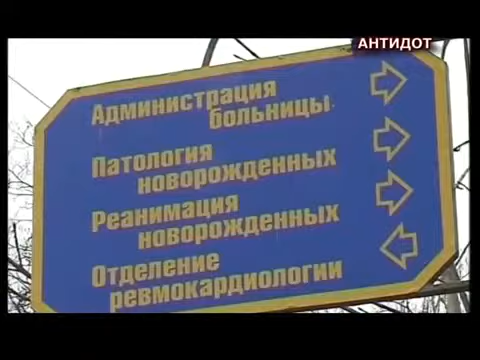 АНТИДОТ
Администрация
больницы
Патология
новорожденных
Реанимация
новорожденных
Отделение
ревмокардиологии